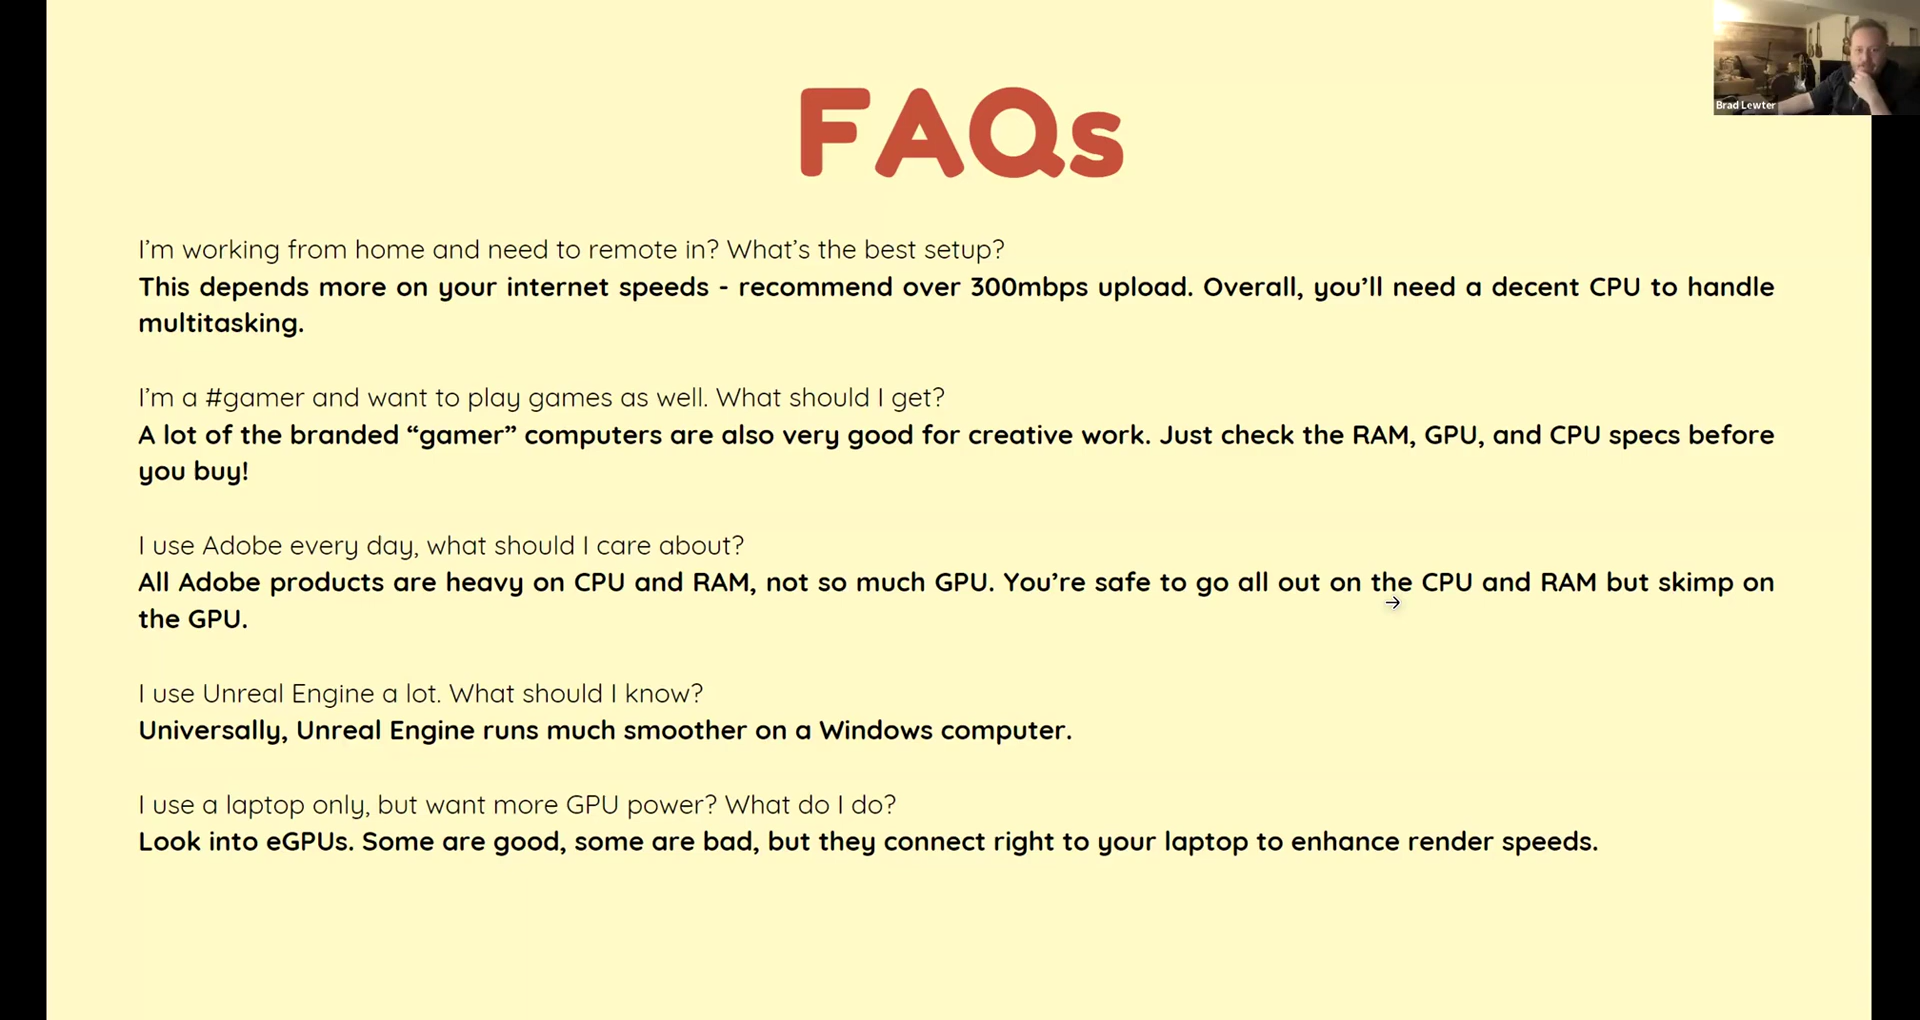 FAQs
Brad Lewter
I’m working from home and need to remote in? What’s the best setup?
This depends more on your internet speeds - recommend over 300mbps upload. Overall, you’ll need a decent CPU to handle
multitasking.
I’m a #gamer and want to play games as well. What should I get?
A lot of the branded “gamer” computers are also very good for creative work. Just check the RAM, GPU, and CPU specs before
you buy!
I use Adobe every day, what should I care about?
All Adobe products are heavy on CPU and RAM, not so much GPU. You’re safe to go all out on the CPU and RAM but skimp on
the GPU.
I use Unreal Engine a lot. What should I know?
Universally, Unreal Engine runs much smoother on a Windows computer.
I use a laptop only, but want more GPU power? What do I do?
Look into eGPUs. Some are good, some are bad, but they connect right to your laptop to enhance render speeds.